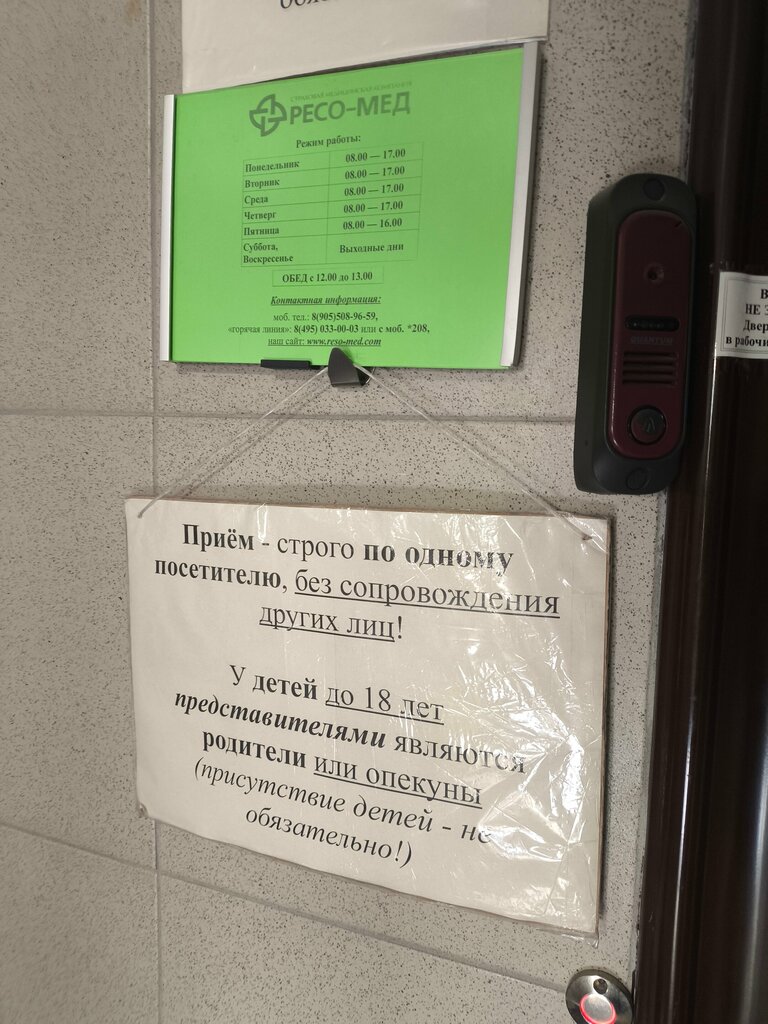 СТРАХОВАЯ МЕДИЦИНСКАЯ КОМПАНИЯ
РЕСО-МЕД
Режим работы:
Понедельник 08.00 — 17.00
Вторник 08.00 — 17.00
Среда 08.00 — 17.00
Четверг 08.00 — 17.00
Пятница 08.00 — 16.00
Суббота, Воскресенье Выходные дни
ОБЕД с 12.00 до 13.00
Контактная информация:
моб. тел.: 8(905)508-96-59,
«горячая линия»: 8(495) 033-00-03 или с моб. *208,
наш сайт: www.reso-med.com
QUANTUM
В
НЕ З
Двер
в рабочи
Приём - строго по одному
посетителю, без сопровождения
других лиц!
У детей до 18 лет
представителями являются
родители или опекуны
(присутствие детей - не
обязательно!)